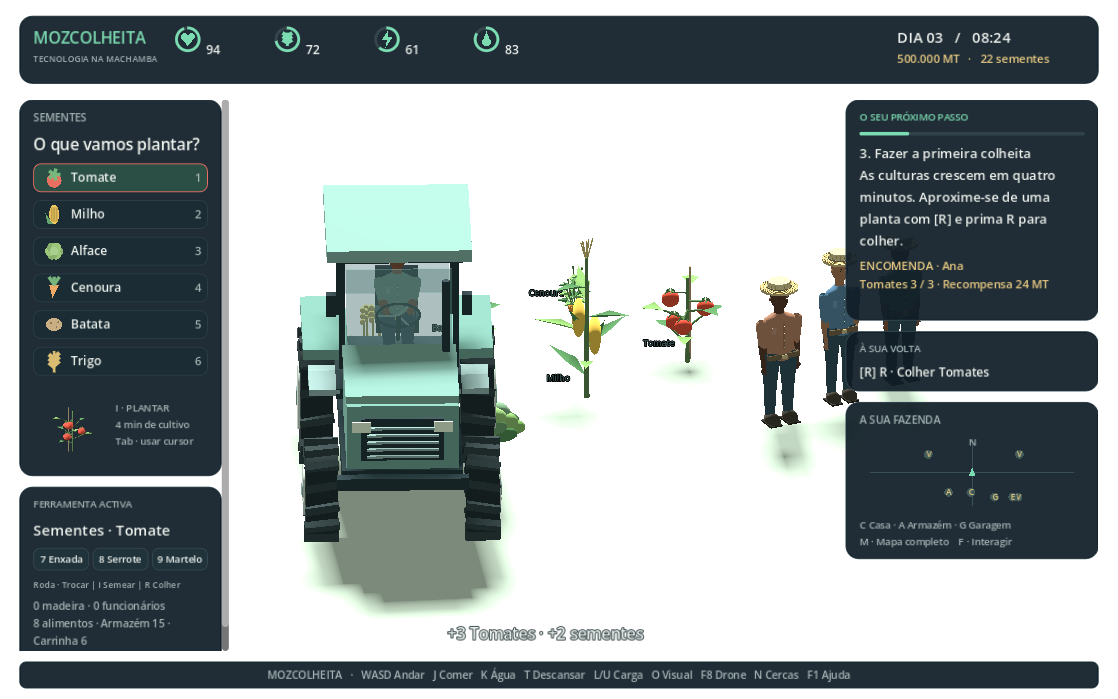 MOZCOLHEITA
TECNOLOGIA NA MACHAMBA
94
72
61
83
DIA 03 / 08:24
500.000 MT · 22 sementes
SEMENTES
O que vamos plantar?
Tomate 1
Milho 2
Alface 3
Cenoura 4
Batata 5
Trigo 6
I · PLANTAR
4 min de cultivo
Tab · usar cursor
FERRAMENTA ACTIVA
Sementes · Tomate
7 Enxada 8 Serrote 9 Martelo
Roda · Trocar | I Semear | R Colher
0 madeira · 0 funcionários
8 alimentos · Armazém 15 ·
Carrinha 6
Cenoura
Tomate
Milho
+3 Tomates · +2 sementes
O SEU PRÓXIMO PASSO
3. Fazer a primeira colheita
As culturas crescem em quatro
minutos. Aproxime-se de uma
planta com [R] e prima R para
colher.
ENCOMENDA · Ana
Tomates 3 / 3 · Recompensa 24 MT
À SUA VOLTA
[R] R · Colher Tomates
A SUA FAZENDA
N
V V
A C G EV
C Casa · A Armazém · G Garagem
M · Mapa completo F · Interagir
MOZCOLHEITA · WASD Andar J Comer K Água T Descansar L/U Carga O Visual F8 Drone N Cercas F1 Ajuda